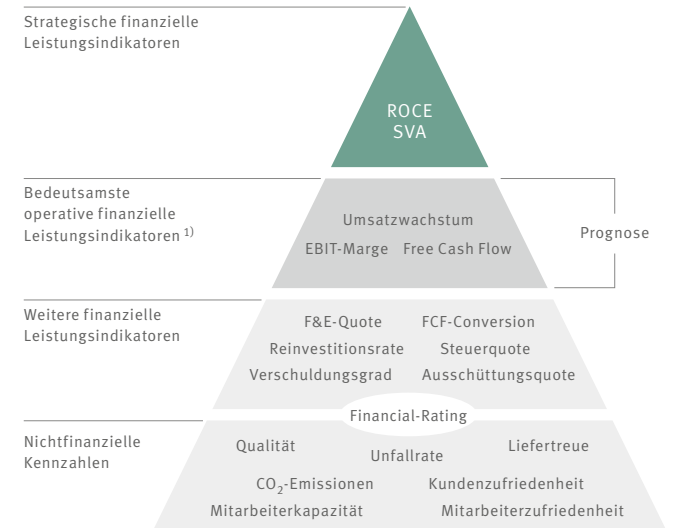 Strategische finanzielle
Leistungsindikatoren
ROCE
SVA
Bedeutsamste
operative finanzielle
Leistungsindikatoren 1)
Umsatzwachstum
EBIT-Marge Free Cash Flow
Prognose
Weitere finanzielle
Leistungsindikatoren
F&E-Quote FCF-Conversion
Reinvestitionsrate Steuerquote
Verschuldungsgrad Ausschüttungsquote
Financial-Rating
Nichtfinanzielle
Kennzahlen
Qualität Unfallrate Liefertreue
CO2-Emissionen Kundenzufriedenheit
Mitarbeiterkapazität Mitarbeiterzufriedenheit